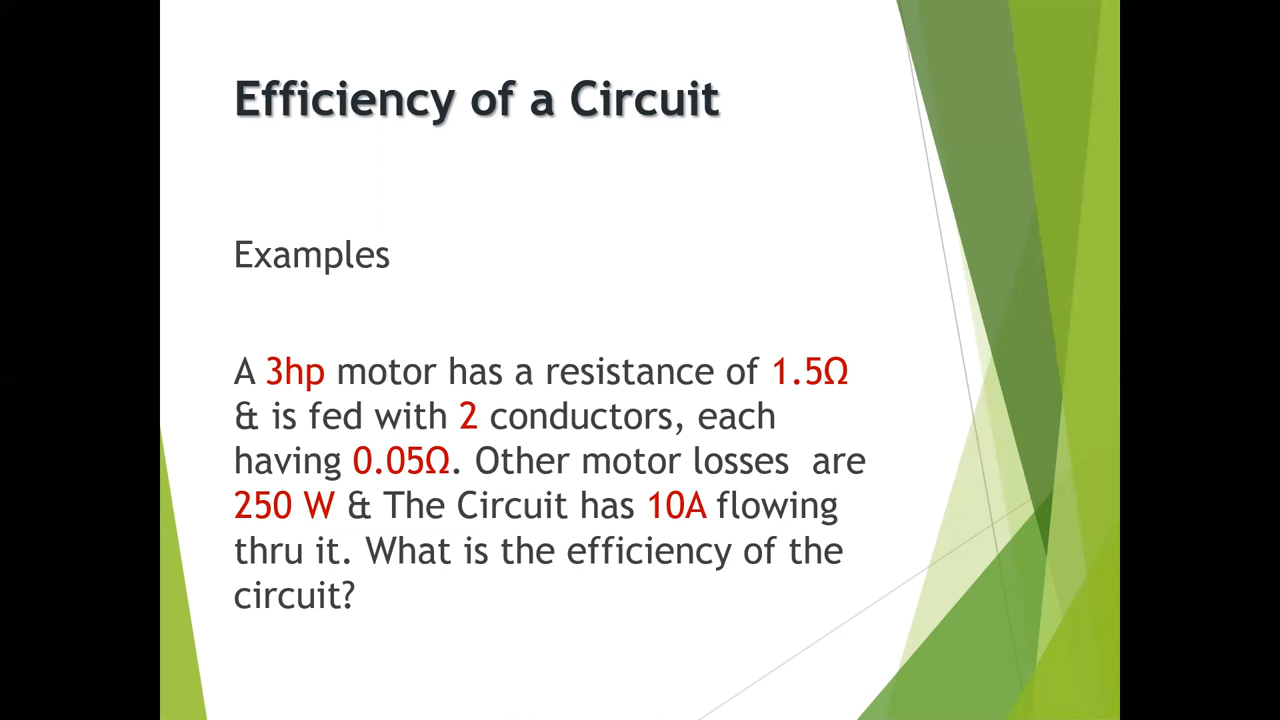 Efficiency of a Circuit
Examples
A 3hp motor has a resistance of 1.5Ω
& is fed with 2 conductors, each
having 0.05Ω. Other motor losses  are
250 W & The Circuit has 10A flowing
thru it. What is the efficiency of the
circuit?